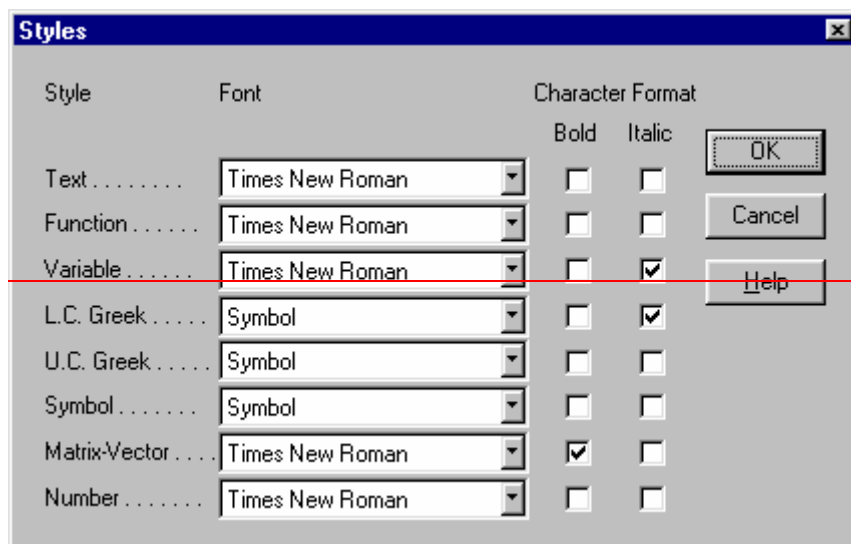 Styles
Style Font Character Format
Bold Italic
OK
Text . . . . . . . . Times New Roman
Function . . . . . . Times New Roman
Cancel
Variable . . . . . . Times New Roman
Help
L.C. Greek . . . . . Symbol
U.C. Greek . . . . . Symbol
Symbol . . . . . . . Symbol
Matrix-Vector . . . . Times New Roman
Number . . . . . . . Times New Roman